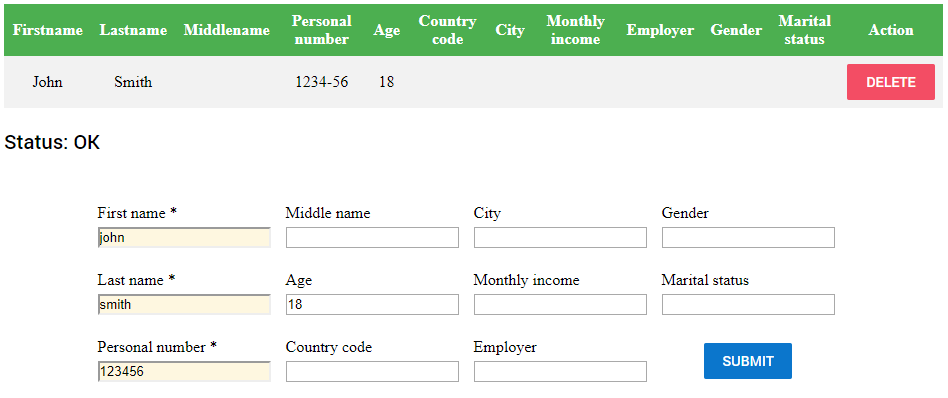 Firstname Lastname Middlename Personal number Age Country code City Monthly income Employer Gender Marital status Action
John Smith 1234-56 18 DELETE
Status: OK
First name * Middle name City Gender
john
Last name * Age Monthly income Marital status
smith 18
Personal number * Country code Employer
123456 SUBMIT